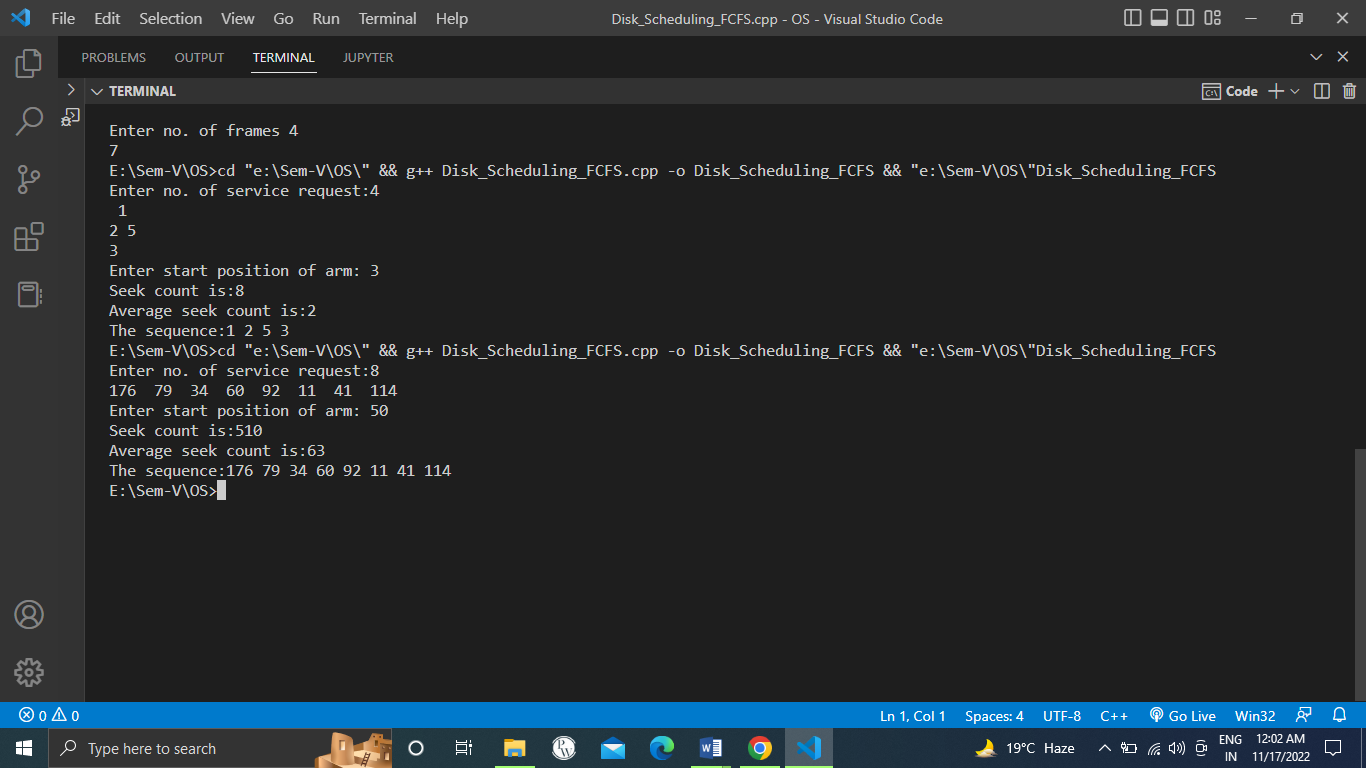 File Edit Selection View Go Run Terminal Help Disk_Scheduling_FCFS.cpp - OS - Visual Studio Code
PROBLEMS OUTPUT TERMINAL JUPYTER
TERMINAL Code
Enter no. of frames 4
7
E:\Sem-V\OS>cd "e:\Sem-V\OS\" && g++ Disk_Scheduling_FCFS.cpp -o Disk_Scheduling_FCFS && "e:\Sem-V\OS\"Disk_Scheduling_FCFS
Enter no. of service request:4
1
2 5
3
Enter start position of arm: 3
Seek count is:8
Average seek count is:2
The sequence:1 2 5 3
E:\Sem-V\OS>cd "e:\Sem-V\OS\" && g++ Disk_Scheduling_FCFS.cpp -o Disk_Scheduling_FCFS && "e:\Sem-V\OS\"Disk_Scheduling_FCFS
Enter no. of service request:8
176 79 34 60 92 11 41 114
Enter start position of arm: 50
Seek count is:510
Average seek count is:63
The sequence:176 79 34 60 92 11 41 114
E:\Sem-V\OS>
0 0 Ln 1, Col 1 Spaces: 4 UTF-8 C++ Go Live Win32
Type here to search 19°C Haze ENG 12:02 AM
IN 11/17/2022